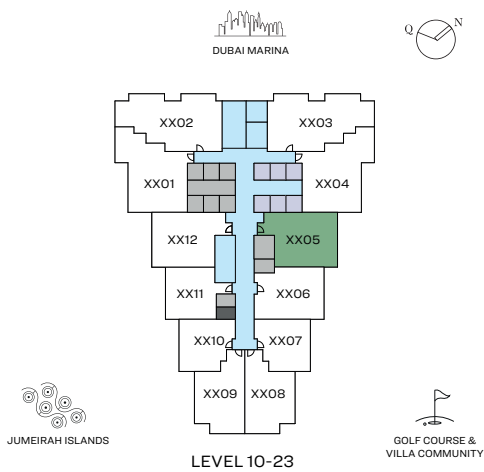 DUBAI MARINA
Q N
XX02 XX03
XX01 XX04
XX12 XX05
XX11 XX06
XX10 XX07
XX09 XX08
JUMEIRAH ISLANDS
GOLF COURSE &
VILLA COMMUNITY
LEVEL 10-23